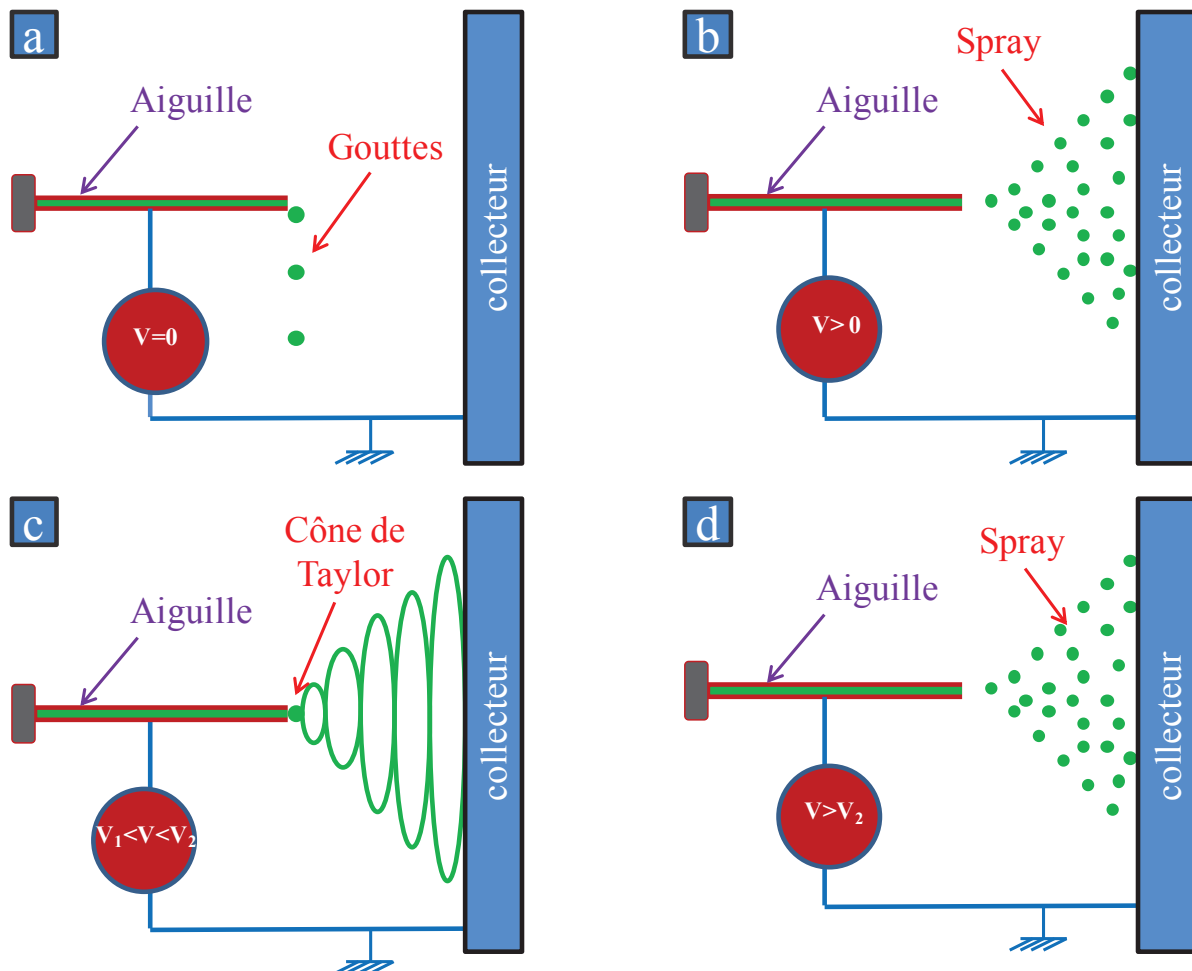 a
Aiguille
Gouttes
V=0
collecteur
b
Spray
Aiguille
V> 0
collecteur
c
Cône de
Taylor
Aiguille
V₁<V<V₂
collecteur
d
Spray
Aiguille
V>V₂
collecteur